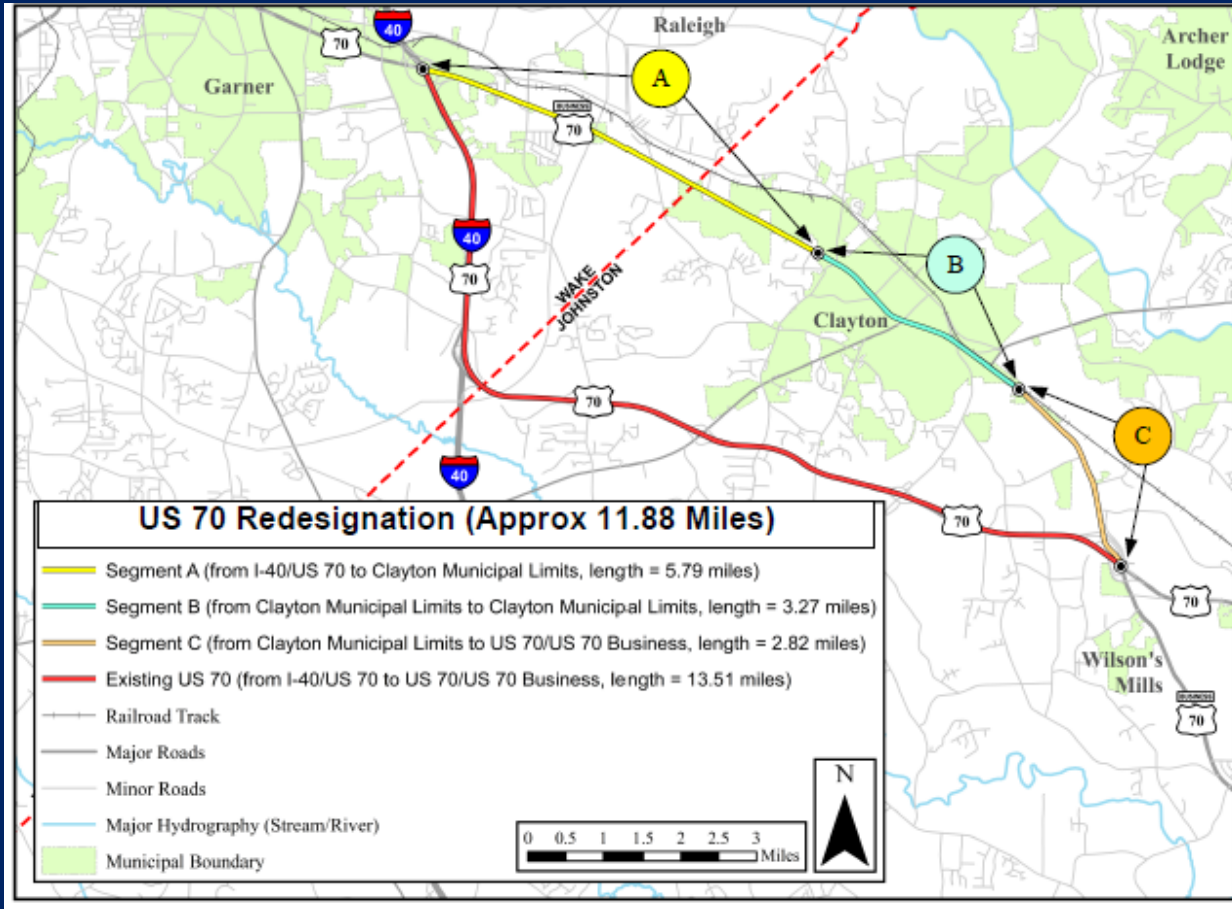 40
70
Raleigh
Archer
Lodge
A
Garner
BUSINESS
70
40
70
WAKE
JOHNSTON
B
Clayton
70
C
40
70
US 70 Redesignation (Approx 11.88 Miles)
Segment A (from I-40/US 70 to Clayton Municipal Limits, length = 5.79 miles)
Segment B (from Clayton Municipal Limits to Clayton Municipal Limits, length = 3.27 miles)
Segment C (from Clayton Municipal Limits to US 70/US 70 Business, length = 2.82 miles)
Existing US 70 (from I-40/US 70 to US 70/US 70 Business, length = 13.51 miles)
Railroad Track
Major Roads
Minor Roads
Major Hydrography (Stream/River)
Municipal Boundary
0 0.5 1 1.5 2 2.5 3
Miles
N
70
Wilson's
Mills
BUSINESS
70